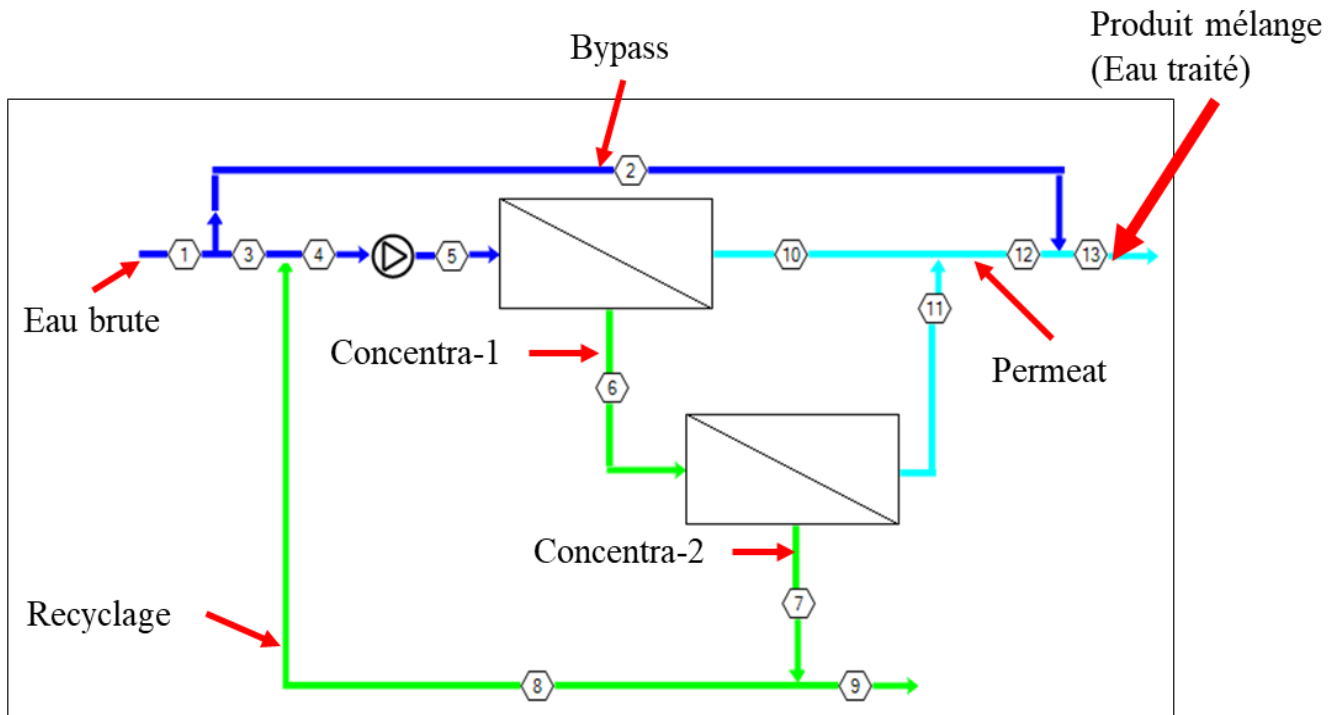 Produit mélange
(Eau traité)
Bypass
2
1
3
4
5
10
12
13
Eau brute
11
Concentra-1
Permeat
6
Concentra-2
7
Recyclage
8
9